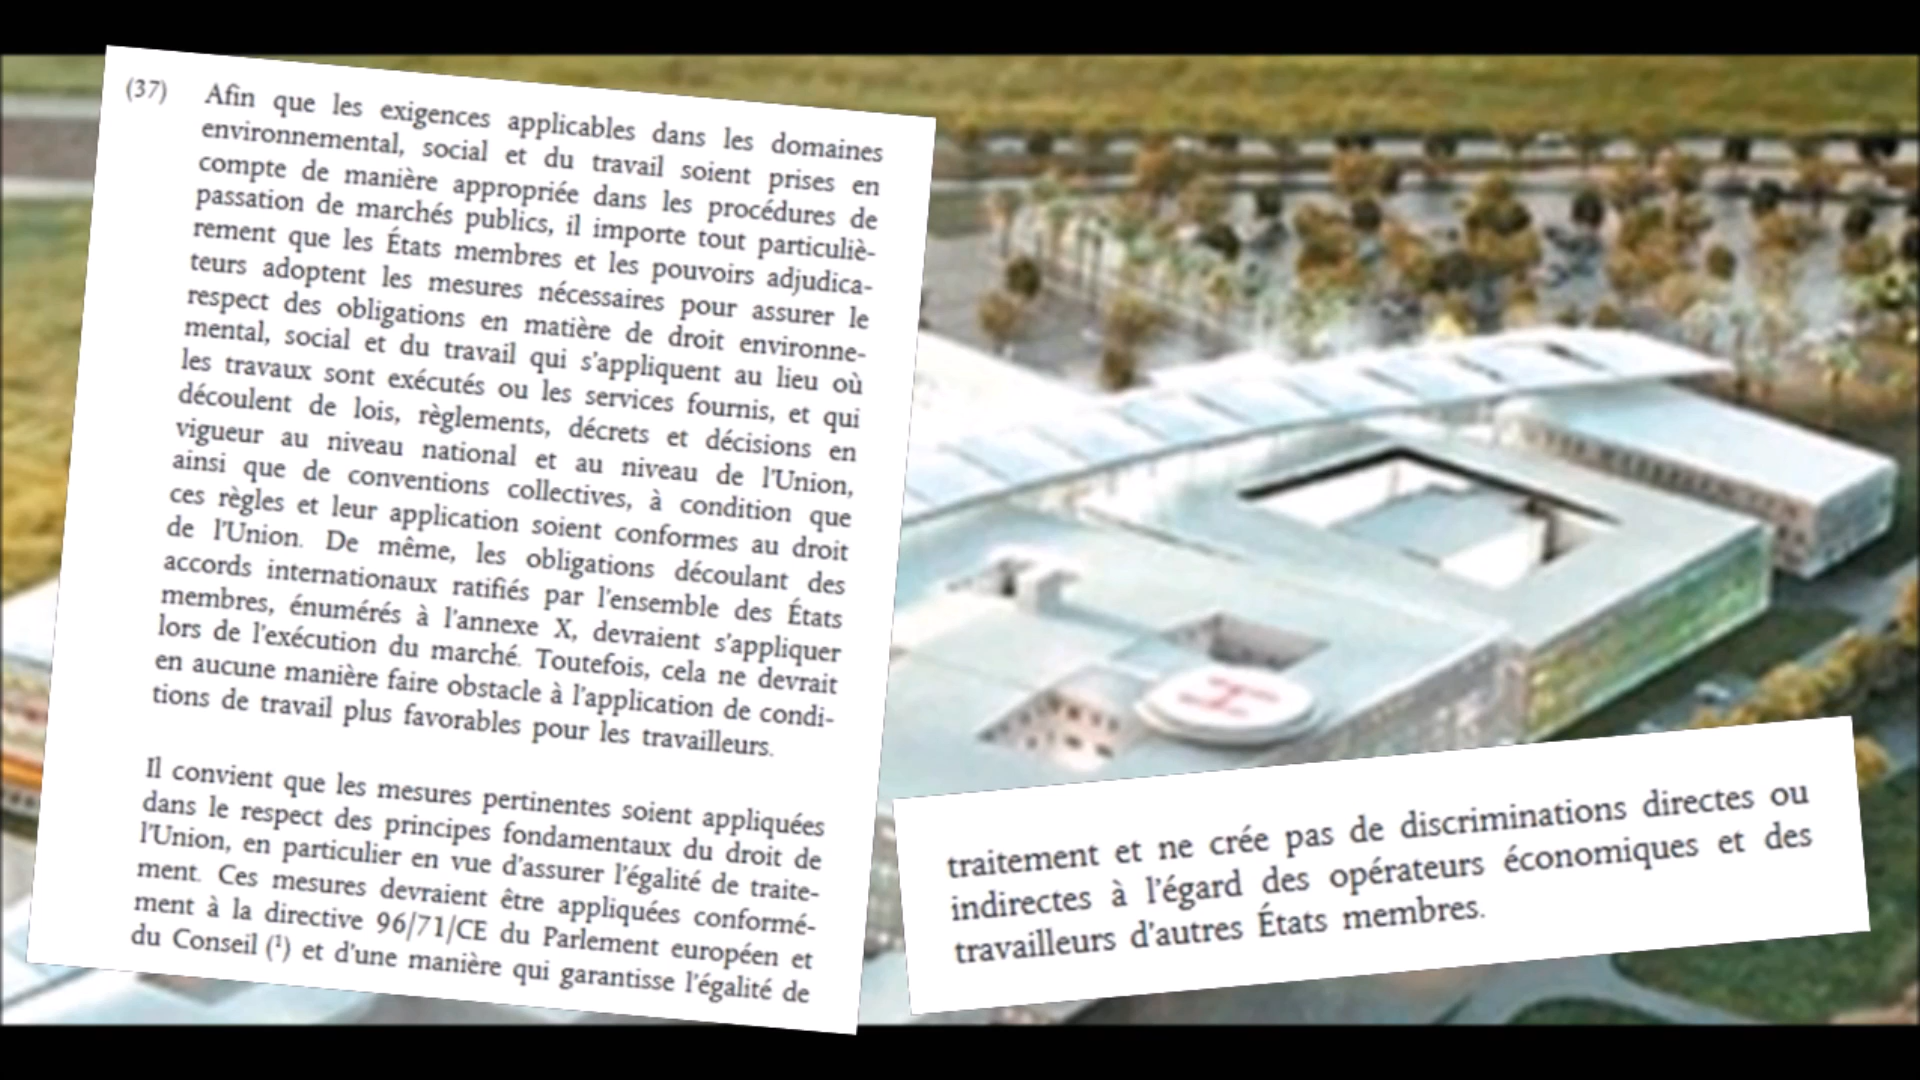 (37) Afin que les exigences applicables dans les domaines
environnemental, social et du travail soient prises en
compte de manière appropriée dans les procédures de
passation de marchés publics, il importe tout particuliè-
rement que les États membres et les pouvoirs adjudica-
teurs adoptent les mesures nécessaires pour assurer le
respect des obligations en matière de droit environne-
mental, social et du travail qui s'appliquent au lieu où
les travaux sont exécutés ou les services fournis, et qui
découlent de lois, règlements, décrets et décisions en
vigueur au niveau national et au niveau de l'Union,
ainsi que de conventions collectives, à condition que
ces règles et leur application soient conformes au droit
de l'Union. De même, les obligations découlant des
accords internationaux ratifiés par l'ensemble des États
membres, énumérés à l'annexe X, devraient s'appliquer
lors de l'exécution du marché. Toutefois, cela ne devrait
en aucune manière faire obstacle à l'application de condi-
tions de travail plus favorables pour les travailleurs.
Il convient que les mesures pertinentes soient appliquées
dans le respect des principes fondamentaux du droit de
l'Union, en particulier en vue d'assurer l'égalité de traite-
ment. Ces mesures devraient être appliquées conformé-
ment à la directive 96/71/CE du Parlement européen et
du Conseil (¹) et d'une manière qui garantisse l'égalité de
traitement et ne crée pas de discriminations directes ou
indirectes à l'égard des opérateurs économiques et des
travailleurs d'autres États membres.